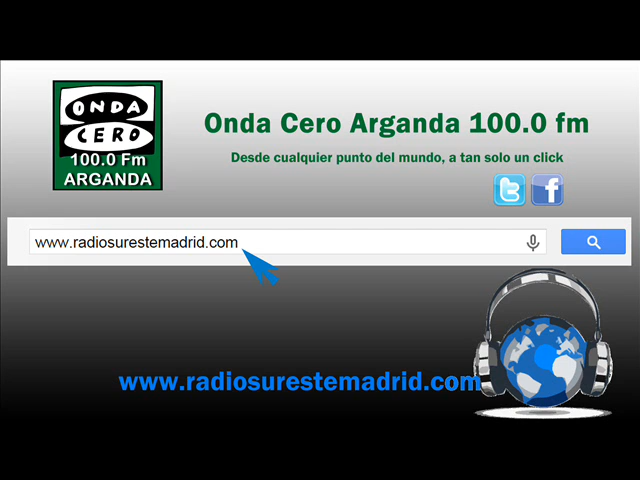 ONDA
CERO
100.0 Fm
ARGANDA
Onda Cero Arganda 100.0 fm
Desde cualquier punto del mundo, a tan solo un click
www.radiosurestemadrid.com
www.radiosurestemadrid.com